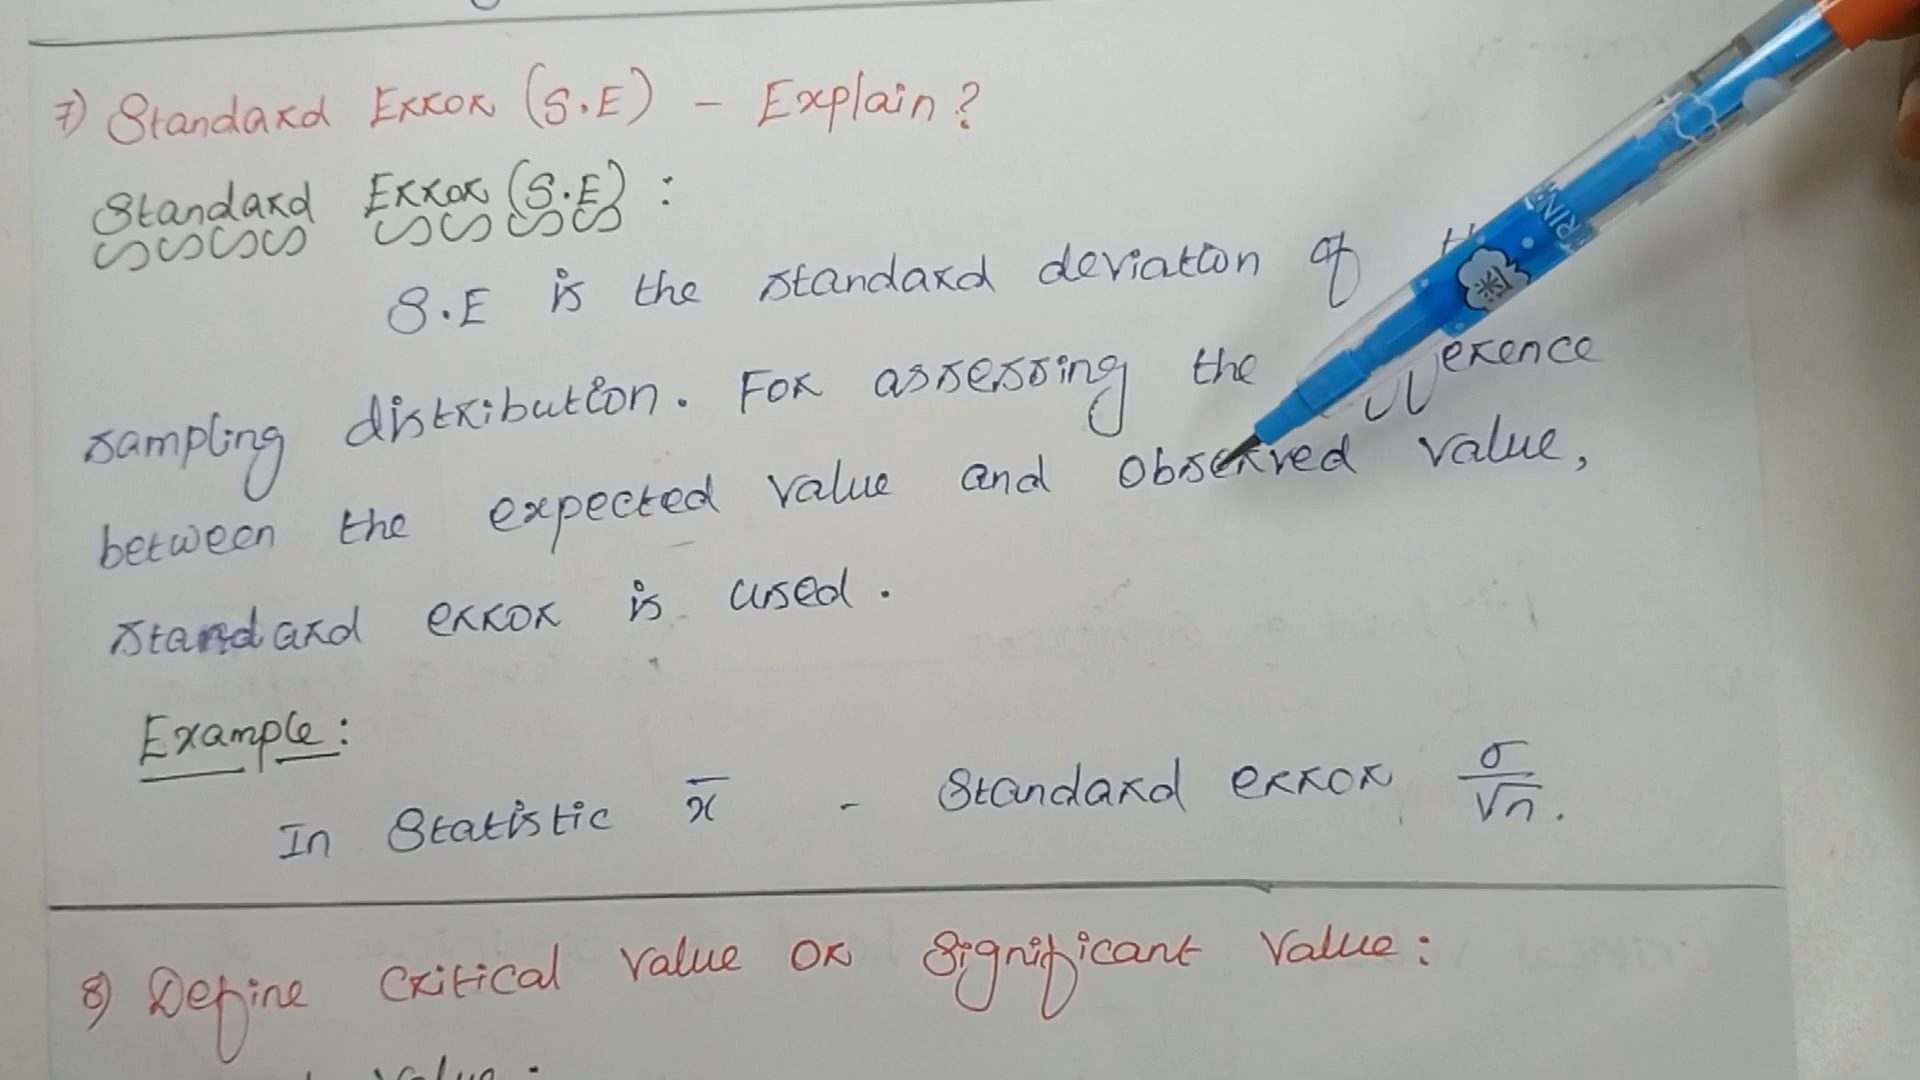 7) Standard Error (S.E) - Explain?
Standard Error (S.E) :
S.E is the standard deviation of
sampling distribution. For assessing the
between the expected value and observed value,
standard error is used.
Example:
In Statistic x̄ - Standard error σ/√n.
8) Define critical value or Significant value: